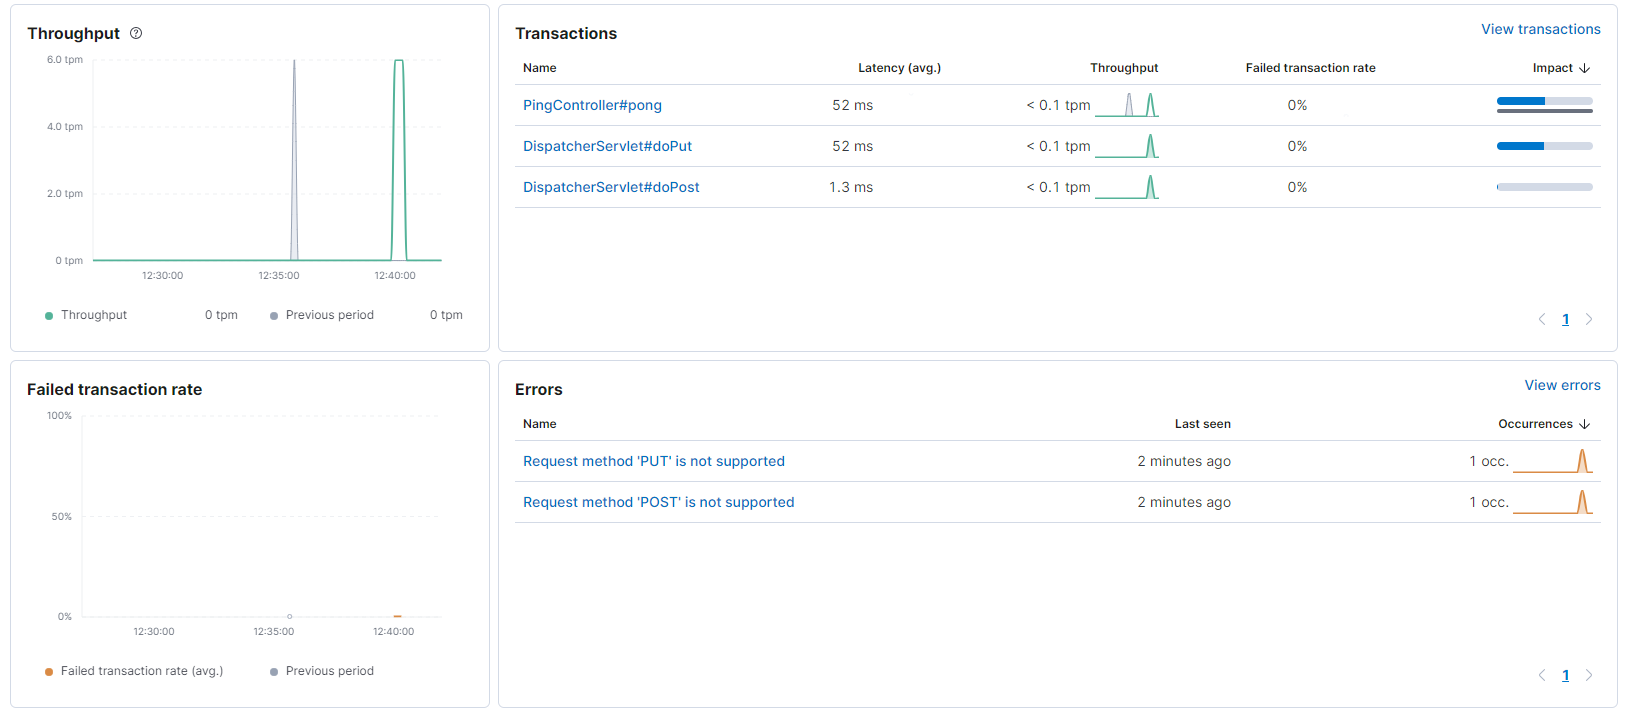 Throughput
6.0 tpm
4.0 tpm
2.0 tpm
0 tpm
12:30:00 12:35:00 12:40:00
Throughput 0 tpm Previous period 0 tpm
Transactions
View transactions
Name Latency (avg.) Throughput Failed transaction rate Impact
PingController#pong 52 ms < 0.1 tpm 0%
DispatcherServlet#doPut 52 ms < 0.1 tpm 0%
DispatcherServlet#doPost 1.3 ms < 0.1 tpm 0%
1
Failed transaction rate
100%
50%
0%
12:30:00 12:35:00 12:40:00
Failed transaction rate (avg.) Previous period
Errors
View errors
Name Last seen Occurrences
Request method 'PUT' is not supported 2 minutes ago 1 occ.
Request method 'POST' is not supported 2 minutes ago 1 occ.
1